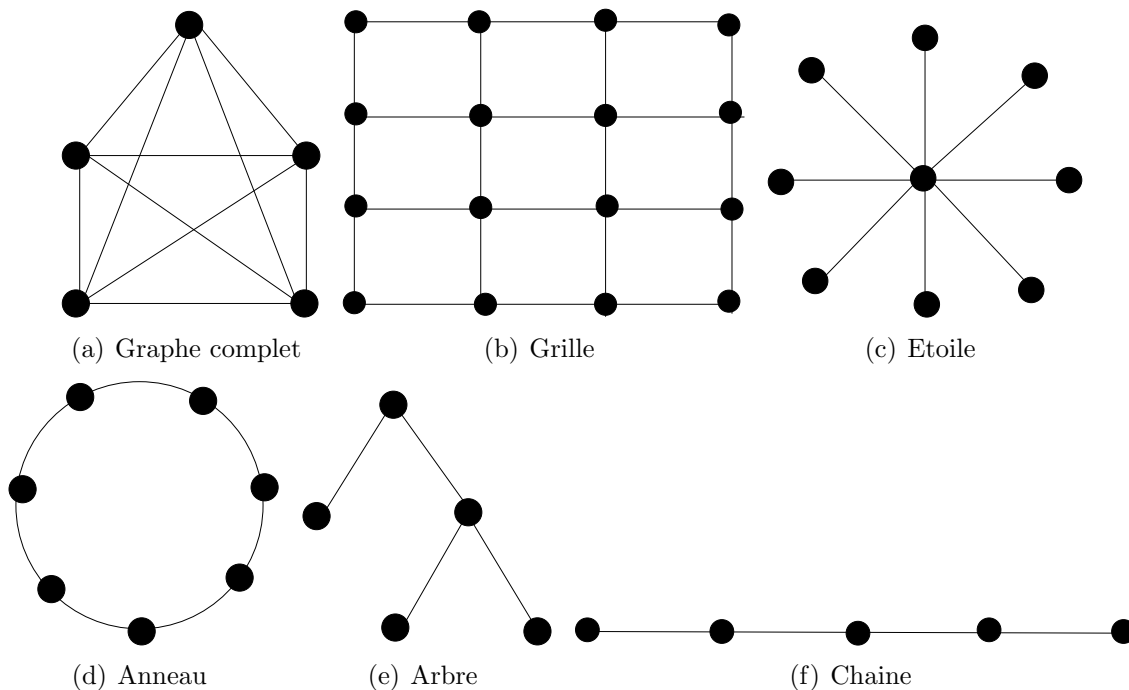 (a) Graphe complet
(b) Grille
(c) Etoile
(d) Anneau
(e) Arbre
(f) Chaine